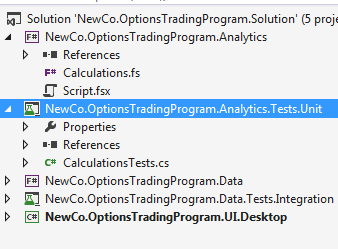 Solution 'NewCo.OptionsTradingProgram.Solution' (5 proje
F# NewCo.OptionsTradingProgram.Analytics
References
Calculations.fs
Script.fsx
NewCo.OptionsTradingProgram.Analytics.Tests.Unit
Properties
References
C# CalculationsTests.cs
F# NewCo.OptionsTradingProgram.Data
NewCo.OptionsTradingProgram.Data.Tests.Integration
C# NewCo.OptionsTradingProgram.UI.Desktop